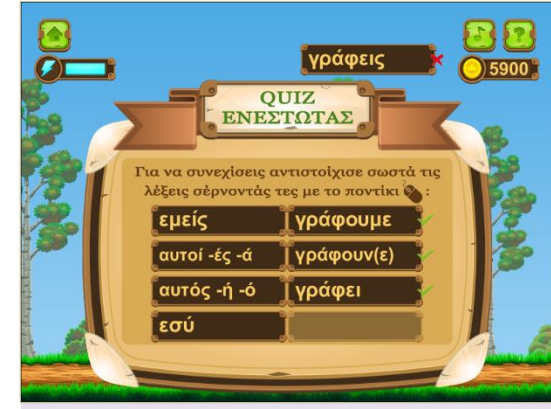 γράφεις
5900
QUIZ
ΕΝΕΣΤΩΤΑΣ
Για να συνεχίσεις αντιστοίχισε σωστά τις
λέξεις σέρνοντάς τες με το ποντίκι :
εμείς γράφουμε
αυτοί -ές -ά γράφουν(ε)
αυτός -ή -ό γράφει
εσύ